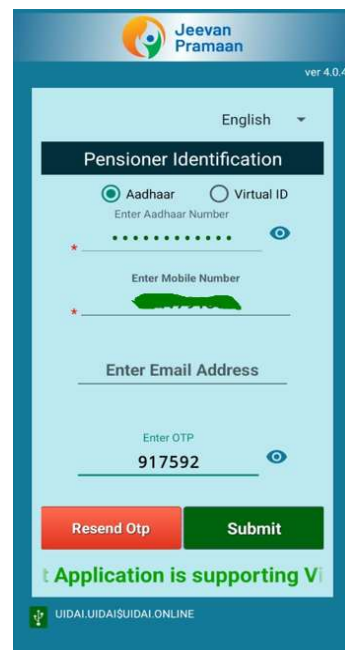 Jeevan
Pramaan
ver 4.0.4
English
Pensioner Identification
Aadhaar Virtual ID
Enter Aadhaar Number
* ••••••••••••
Enter Mobile Number
*
Enter Email Address
Enter OTP
917592
Resend Otp Submit
t Application is supporting Vi
UIDAI.UIDAI$UIDAI.ONLINE